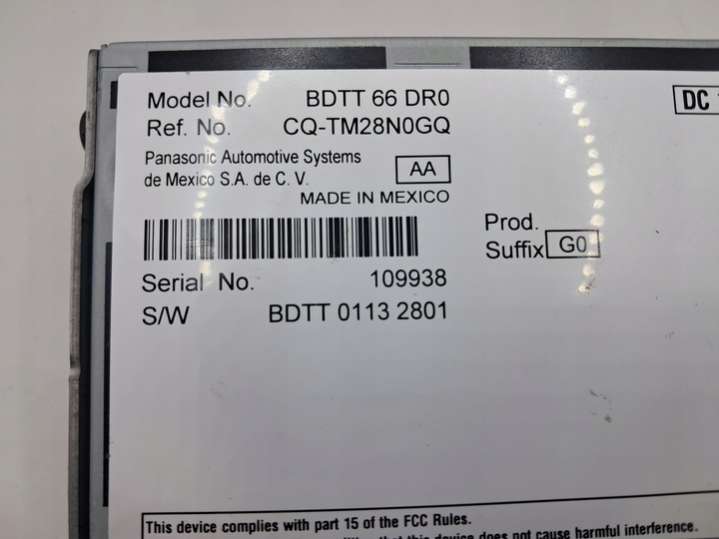 Model No. BDTT 66 DR0
DC
Ref. No. CQ-TM28N0GQ
Panasonic Automotive Systems
de Mexico S.A. de C. V.
AA
MADE IN MEXICO
Prod.
Suffix G0
Serial No. 109938
S/W BDTT 0113 2801
This device complies with part 15 of the FCC Rules.
that this device does not cause harmful interference.